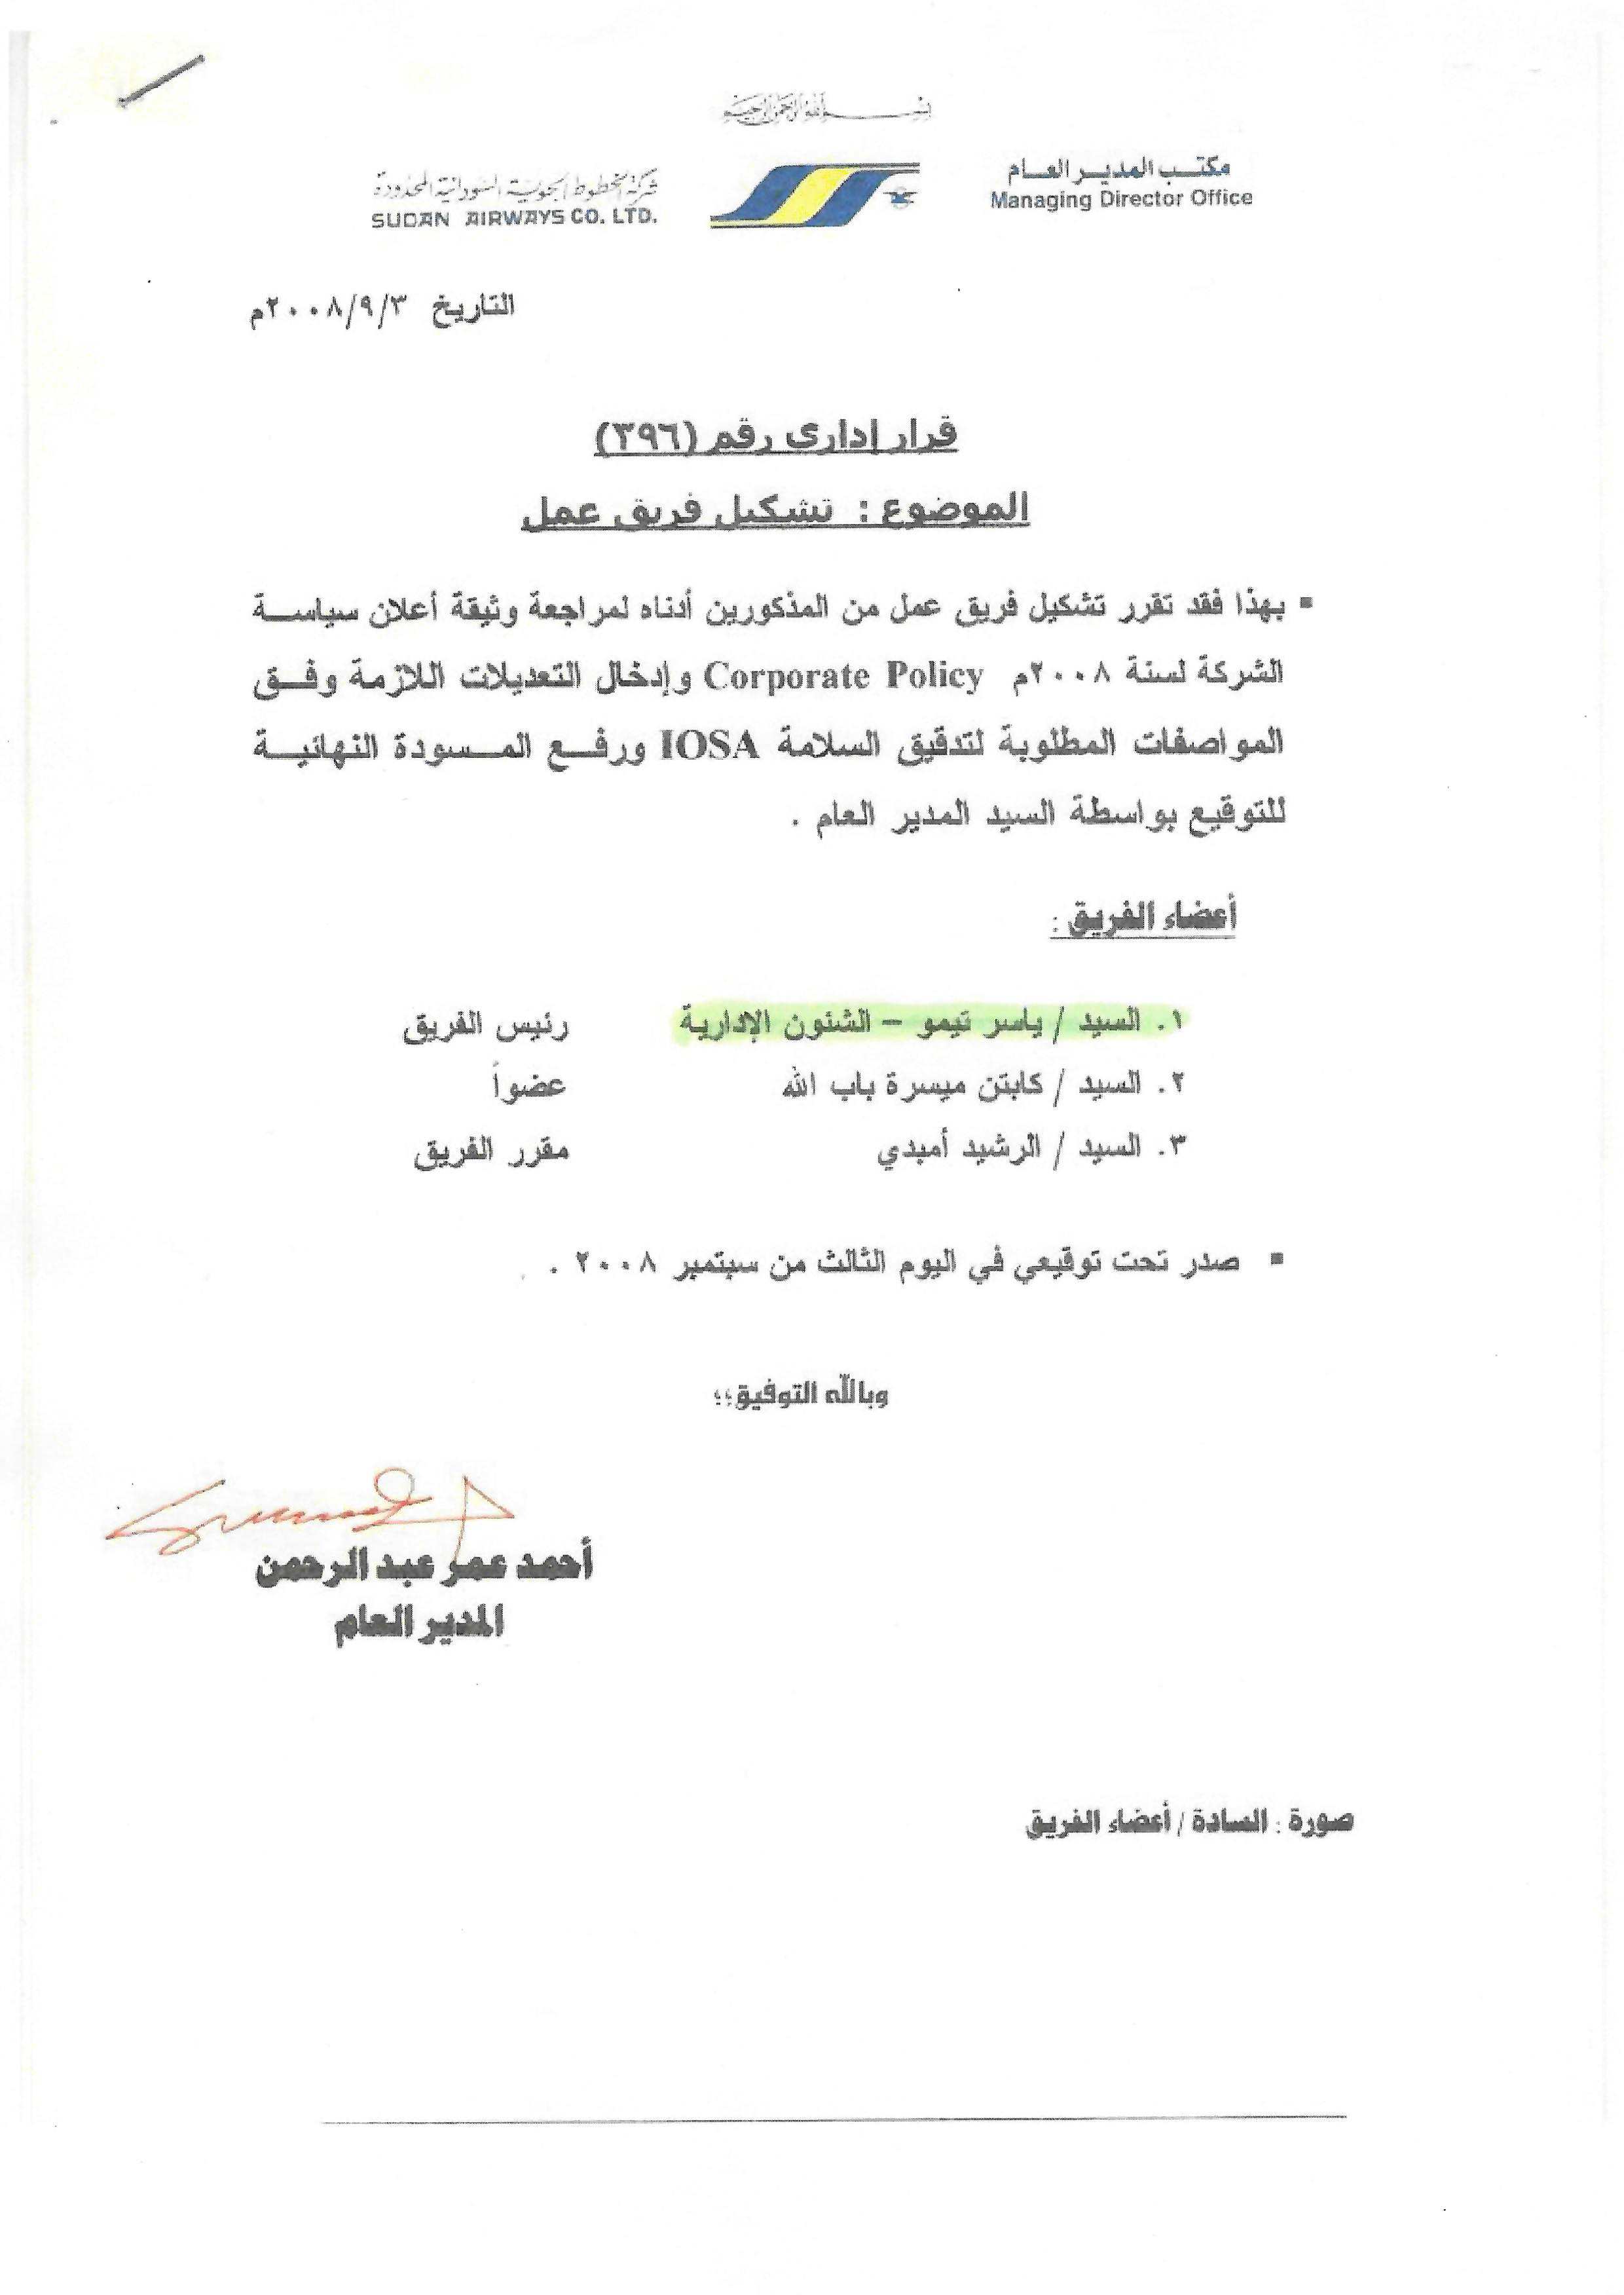 بسم الله الرحمن الرحيم
مكتب المدير العام
Managing Director Office
شركة الخطوط الجوية السودانية المحدودة
SUDAN AIRWAYS CO. LTD.
التاريخ ٢٠٠٨/٩/٣م
قرار إدارى رقم (٣٩٦)
الموضوع : تشكيل فريق عمل
▪ بهذا فقد تقرر تشكيل فريق عمل من المذكورين أدناه لمراجعة وثيقة أعلان سياسة
الشركة لسنة ٢٠٠٨م Corporate Policy وإدخال التعديلات اللازمة وفق
المواصفات المطلوبة لتدقيق السلامة IOSA ورفع المسودة النهائية
للتوقيع بواسطة السيد المدير العام .
أعضاء الفريق :
١. السيد / ياسر تيمو – الشئون الإدارية رئيس الفريق
٢. السيد / كابتن ميسرة باب الله عضواً
٣. السيد / الرشيد أمبدي مقرر الفريق
▪ صدر تحت توقيعي في اليوم الثالث من سبتمبر ٢٠٠٨ .
وبالله التوفيق؛؛
أحمد عمر عبد الرحمن
المدير العام
صورة : السادة / أعضاء الفريق